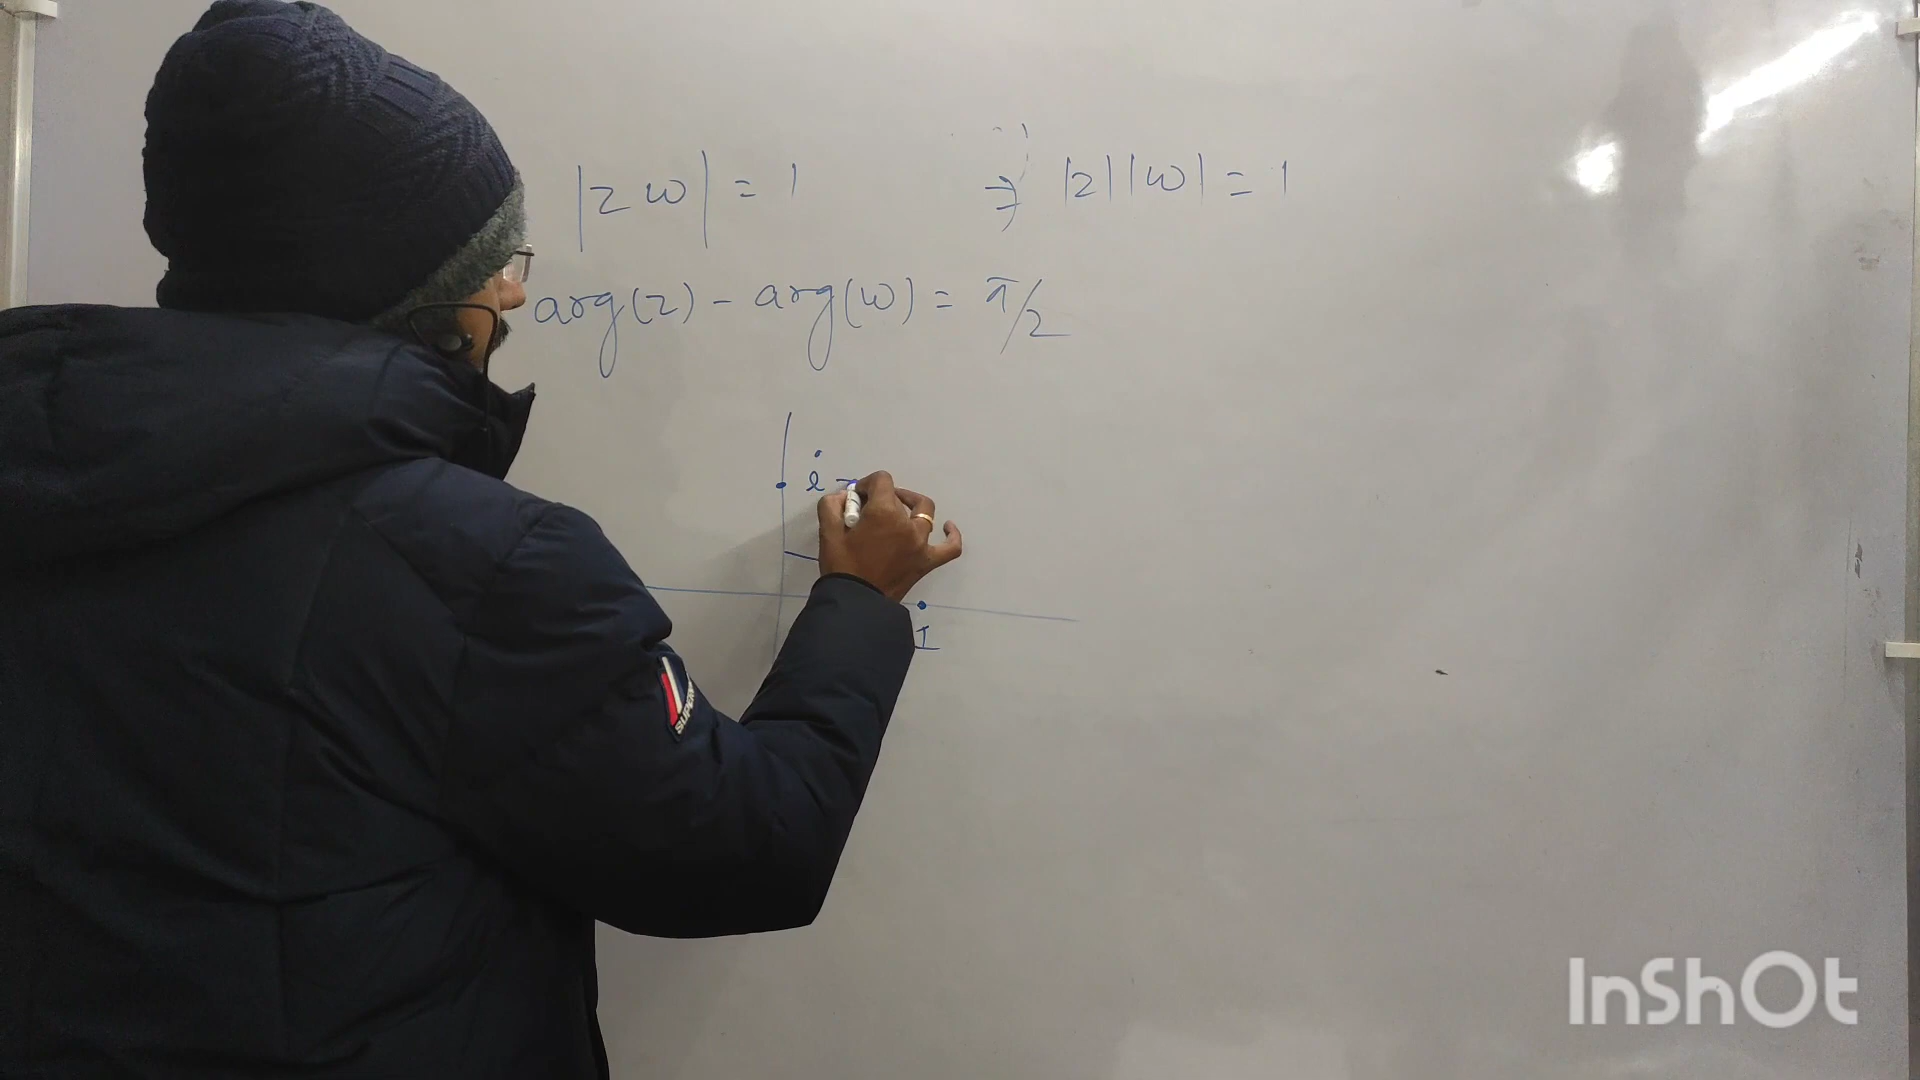 |zw| = 1 ⇒ |z||w| = 1
arg(z) - arg(w) = π/2
i
1
InShOt